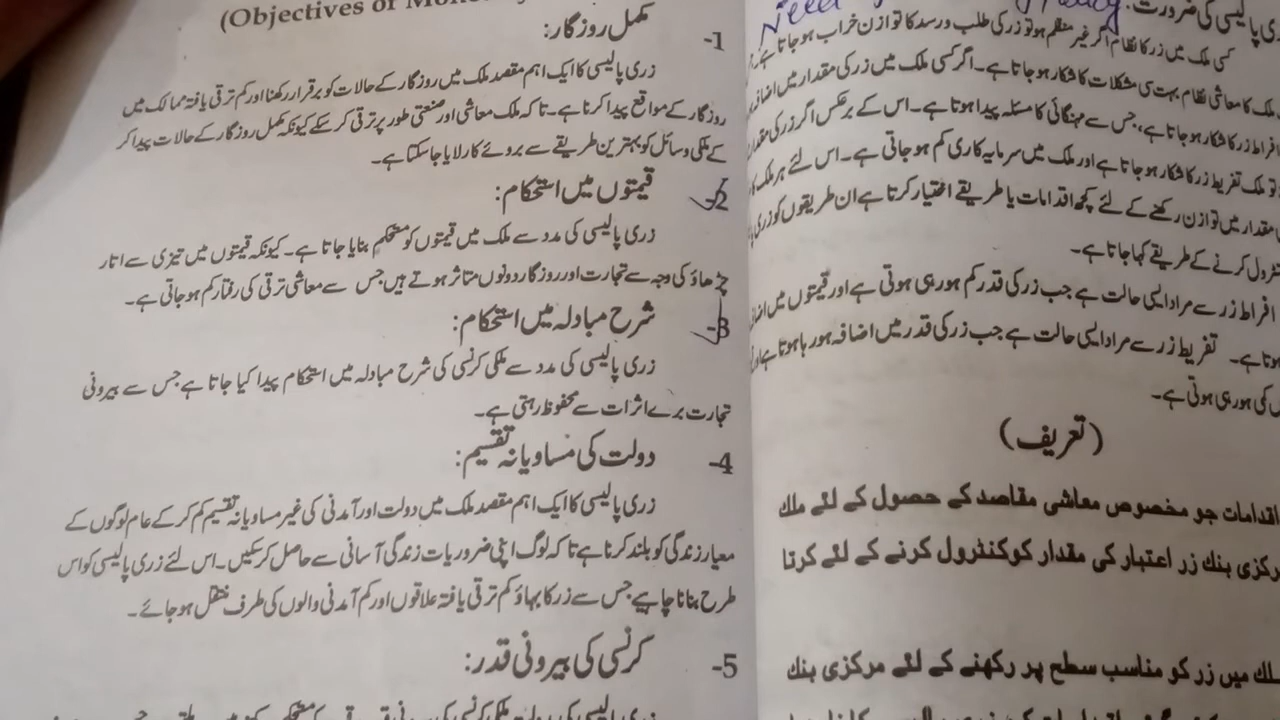 زری پالیسی کی ضرورت:
Need
کسی ملک میں زر کا نظام اگر غیر منظم ہو تو زر کی طلب و رسد کا توازن خراب ہو جاتا ہے
ملک کا معاشی نظام بہت سی مشکلات کا شکار ہو جاتا ہے۔ اگر کسی ملک میں زر کی مقدار میں اضافہ
افراط زر کا شکار ہو جاتا ہے، جس سے مہنگائی کا مسئلہ پیدا ہوتا ہے۔ اس کے برعکس اگر زر کی مقدار
تو ملک تفریط زر کا شکار ہو جاتا ہے اور ملک میں سرمایہ کاری کم ہو جاتی ہے۔ اس لئے ہر ملک
مقدار میں توازن رکھنے کے لئے کچھ اقدامات یا طریقے اختیار کرتا ہے ان طریقوں کو زری
کنٹرول کرنے کے طریقے کہا جاتا ہے۔
افراط زر سے مراد ایسی حالت ہے جب زر کی قدر کم ہو رہی ہوتی ہے اور قیمتوں میں
ہوتا ہے۔ تفریط زر سے مراد ایسی حالت ہے جب زر کی قدر میں اضافہ ہو رہا ہوتا ہے اور
کمی ہو رہی ہوتی ہے۔
(تعریف)
اقدامات جو مخصوص معاشی مقاصد کے حصول کے لئے ملك
مرکزی بنك زر اعتبار کی مقدار کو کنٹرول کرنے کے لئے کرتا
ملك میں زر کو مناسب سطح پر رکھنے کے لئے مرکزی بنك
(Objectives of
1- مکمل روزگار:
زری پالیسی کا ایک اہم مقصد ملک میں روزگار کے حالات کو برقرار رکھنا اور کم ترقی یافتہ ممالک میں
روزگار کے مواقع پیدا کرنا ہے۔ تاکہ ملک معاشی اور صنعتی طور پر ترقی کر سکے کیونکہ مکمل روزگار کے حالات پیدا کر
کے ملکی وسائل کو بہترین طریقے سے بروئے کار لایا جا سکتا ہے۔
2- قیمتوں میں استحکام:
زری پالیسی کی مدد سے ملک میں قیمتوں کو مستحکم بنایا جاتا ہے۔ کیونکہ قیمتوں میں تیزی سے اتار
چڑھاؤ کی وجہ سے تجارت اور روزگار دونوں متاثر ہوتے ہیں جس سے معاشی ترقی کی رفتار کم ہو جاتی ہے۔
3- شرح مبادلہ میں استحکام:
زری پالیسی کی مدد سے ملکی کرنسی کی شرح مبادلہ میں استحکام پیدا کیا جاتا ہے جس سے بیرونی
تجارت برے اثرات سے محفوظ رہتی ہے۔
4- دولت کی مساویانہ تقسیم:
زری پالیسی کا ایک اہم مقصد ملک میں دولت اور آمدنی کی غیر مساویانہ تقسیم کم کر کے عام لوگوں کے
معیار زندگی کو بلند کرنا ہے تاکہ لوگ اپنی ضروریات زندگی آسانی سے حاصل کر سکیں۔ اس لئے زری پالیسی کو اس
طرح بنانا چاہیے جس سے زر کا بہاؤ کم ترقی یافتہ علاقوں اور کم آمدنی والوں کی طرف منتقل ہو جائے۔
5- کرنسی کی بیرونی قدر: